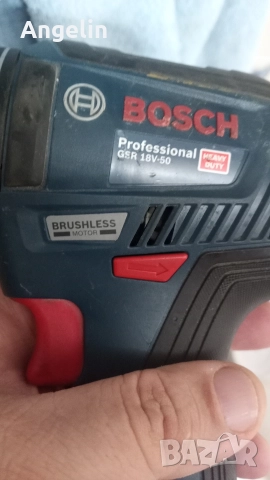 Angelin
BOSCH
Professional
GSR 18V-50
HEAVY
DUTY
BRUSHLESS
MOTOR
BAZAR